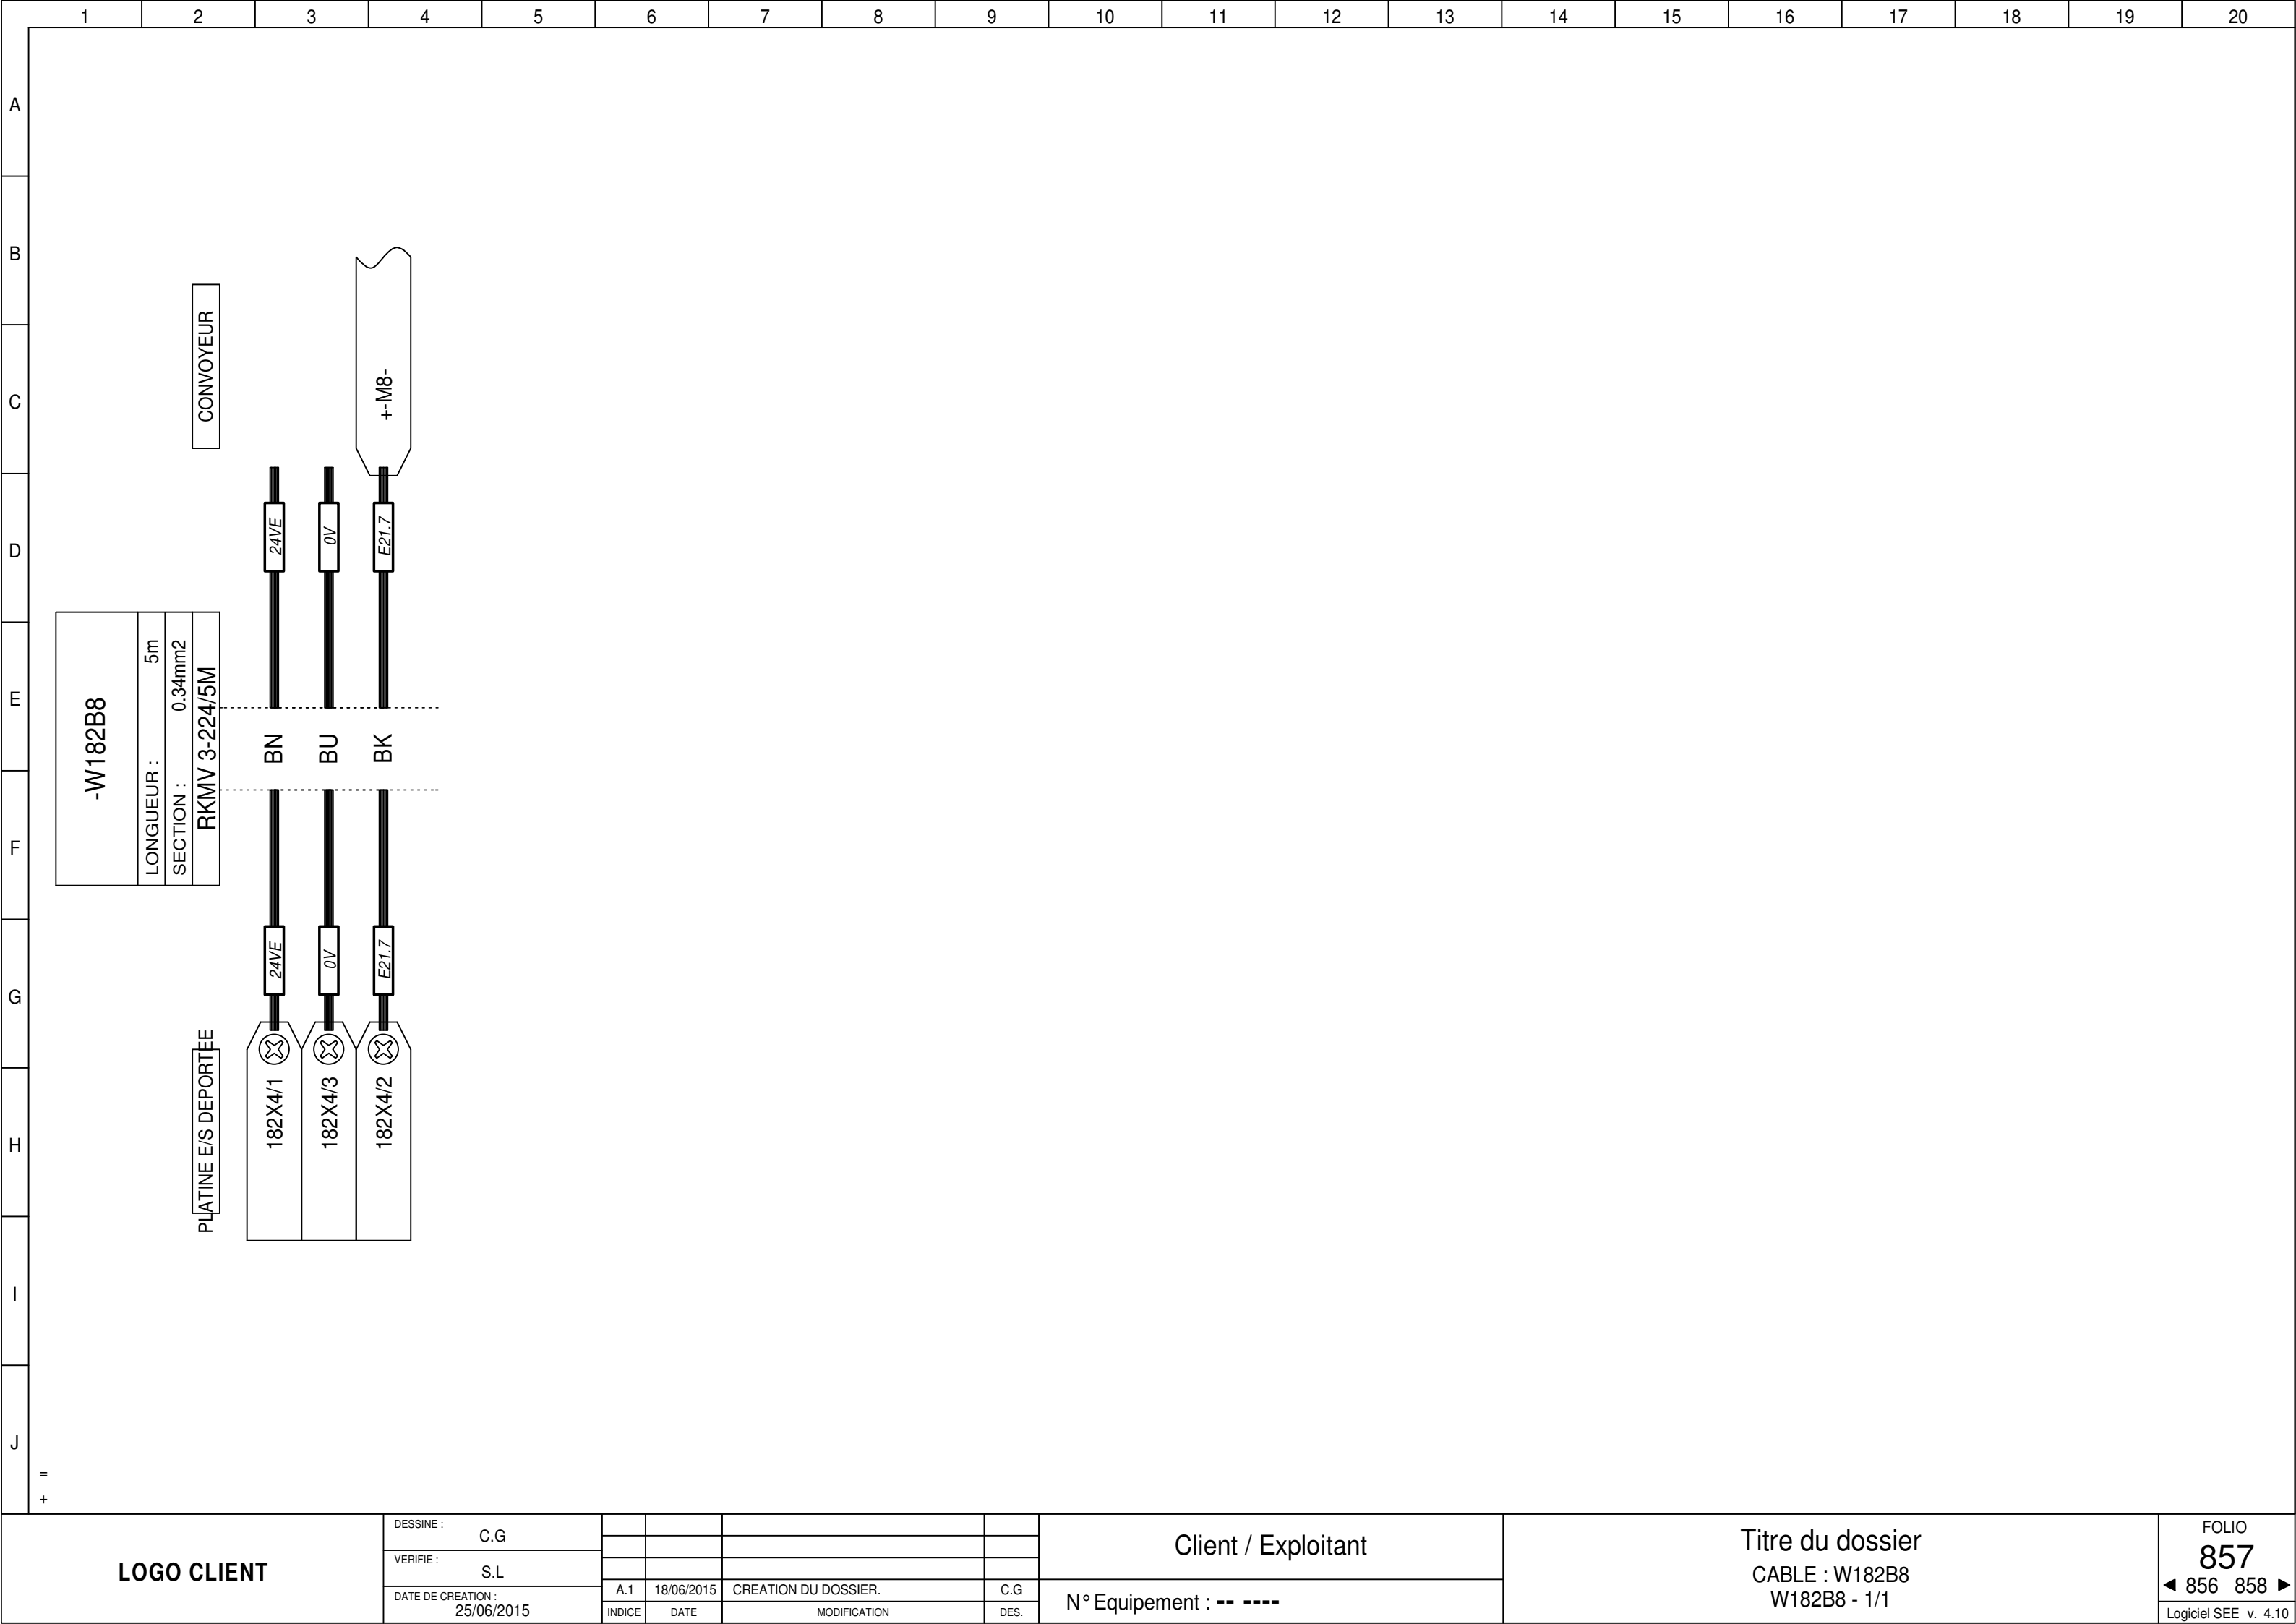 1 2 3 4 5 6 7 8 9 10 11 12 13 14 15 16 17 18 19 20
A
B
C
D
E
F
G
H
I
J
CONVOYEUR
+-M8-
24VE 0V E21.7
-W182B8
LONGUEUR : 5m
SECTION : 0.34mm2
RKMV 3-224/5M
BN BU BK
24VE 0V E21.7
PLATINE E/S DEPORTEE
182X4/1 182X4/3 182X4/2
=
+
LOGO CLIENT
DESSINE :
C.G
VERIFIE :
S.L
DATE DE CREATION :
25/06/2015
A.1 18/06/2015 CREATION DU DOSSIER. C.G
INDICE DATE MODIFICATION DES.
Client / Exploitant
N° Equipement : -- ----
Titre du dossier
CABLE : W182B8
W182B8 - 1/1
FOLIO
857
◄ 856 858 ►
Logiciel SEE v. 4.10